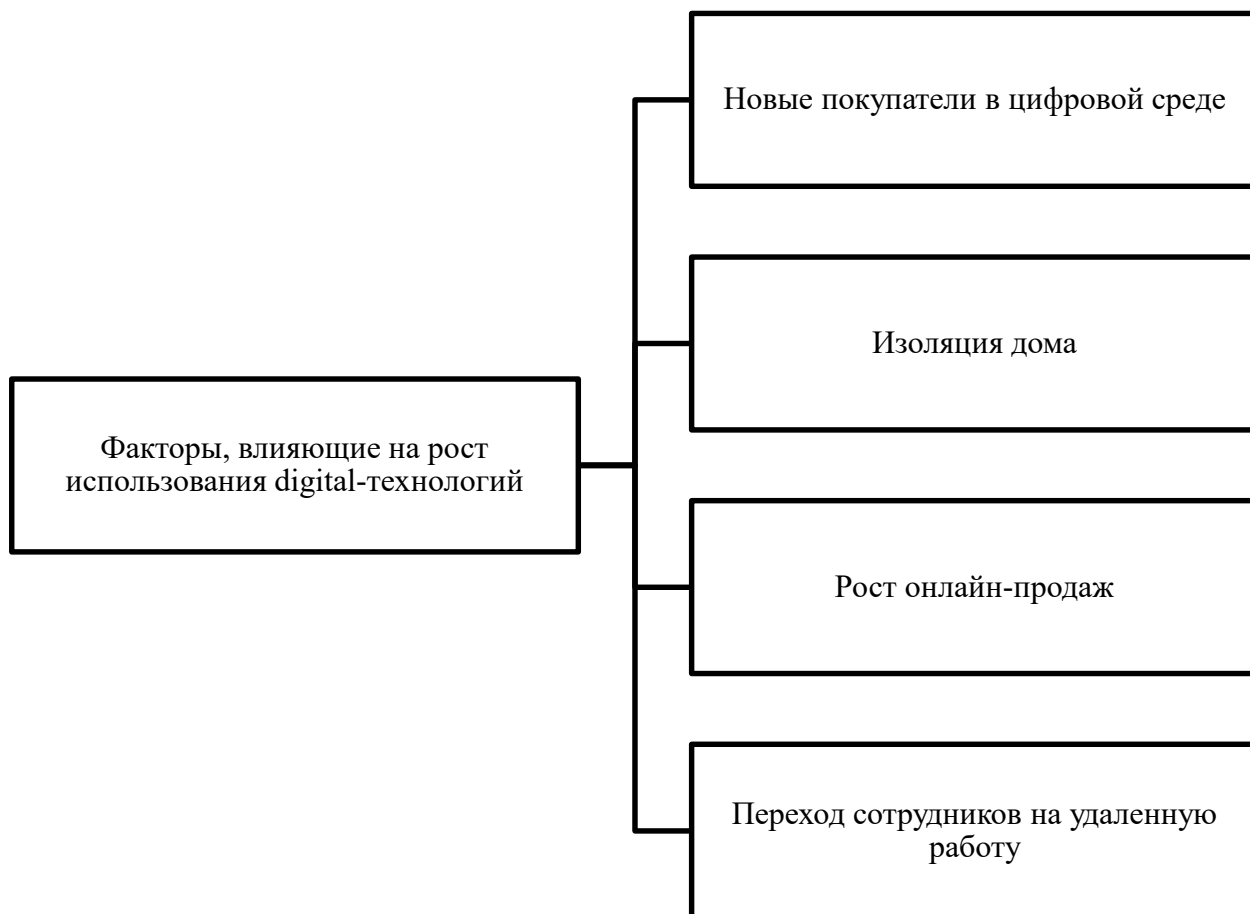 Новые покупатели в цифровой среде
Изоляция дома
Факторы, влияющие на рост
использования digital-технологий
Рост онлайн-продаж
Переход сотрудников на удаленную
работу